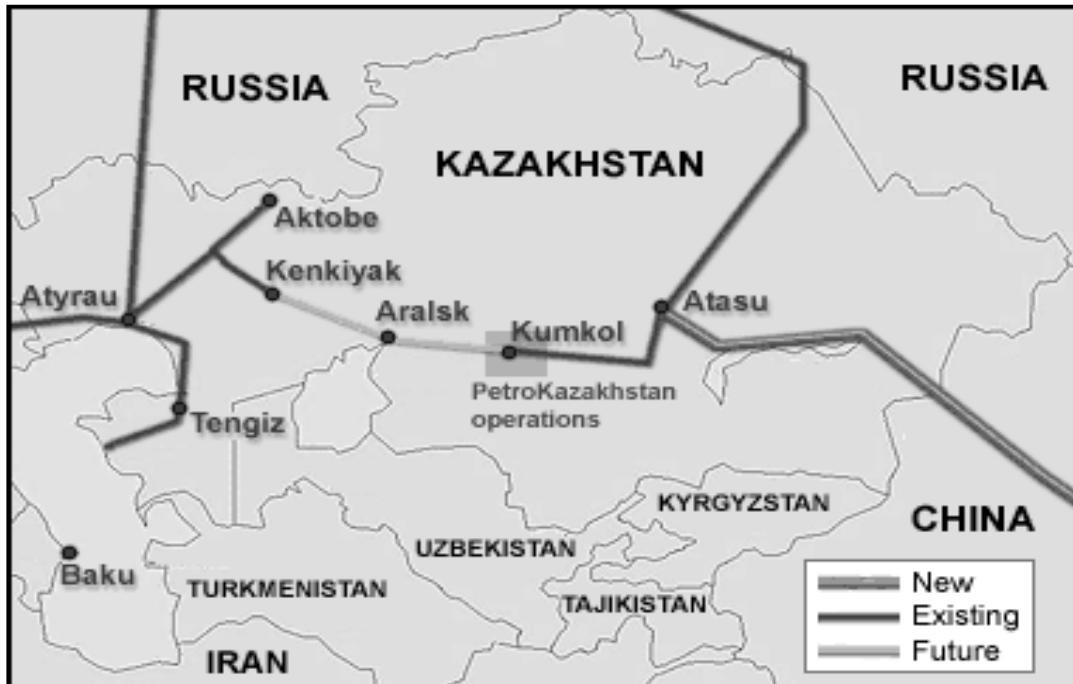 RUSSIA
RUSSIA
KAZAKHSTAN
Aktobe
Kenkiyak
Atyrau
Aralsk
Kumkol
Atasu
PetroKazakhstan
operations
Tengiz
KYRGYZSTAN
CHINA
UZBEKISTAN
Baku
TURKMENISTAN
TAJIKISTAN
IRAN
New
Existing
Future